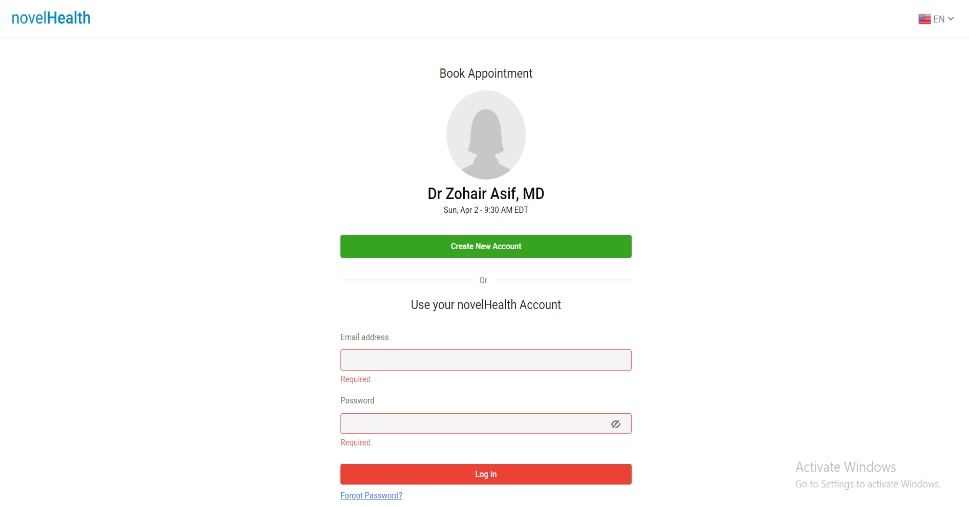 novelHealth
EN
Book Appointment
Dr Zohair Asif, MD
Sun, Apr 2 - 9:30 AM EDT
Create New Account
Or
Use your novelHealth Account
Email address
Required
Password
Required
Log In
Forgot Password?
Activate Windows
Go to Settings to activate Windows.